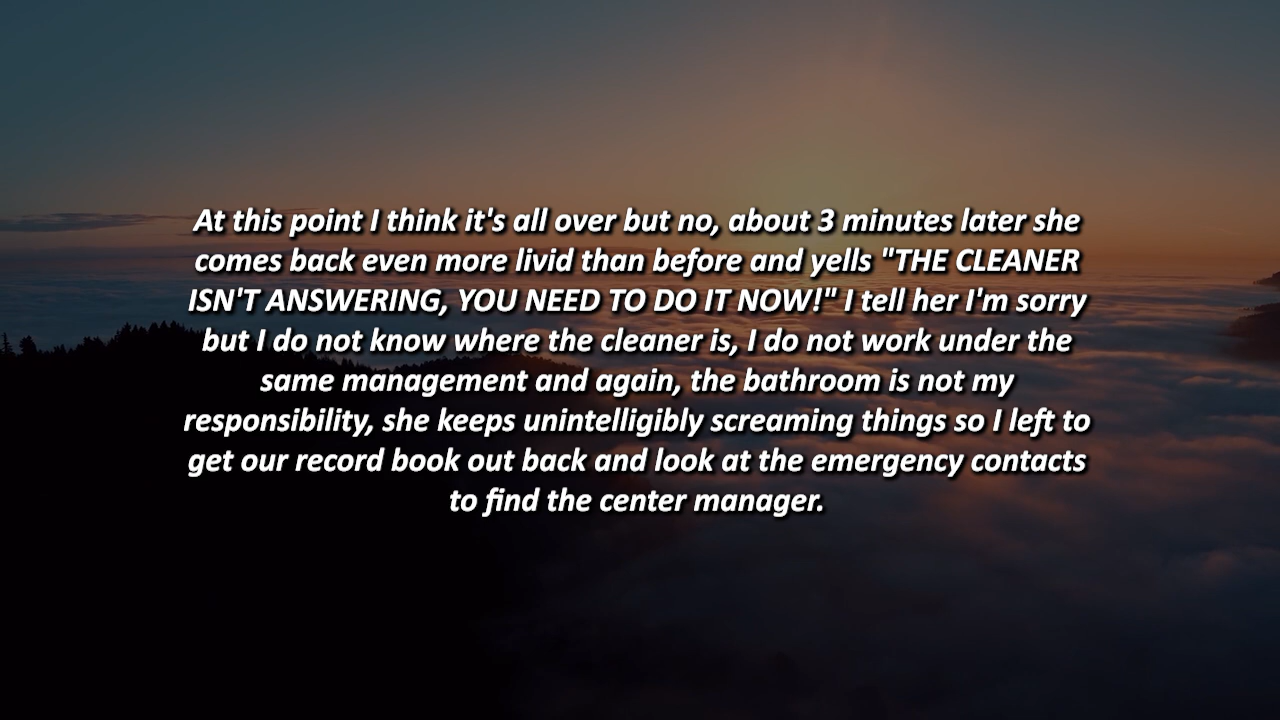 At this point I think it's all over but no, about 3 minutes later she
comes back even more livid than before and yells "THE CLEANER
ISN'T ANSWERING, YOU NEED TO DO IT NOW!" I tell her I'm sorry
but I do not know where the cleaner is, I do not work under the
same management and again, the bathroom is not my
responsibility, she keeps unintelligibly screaming things so I left to
get our record book out back and look at the emergency contacts
to find the center manager.